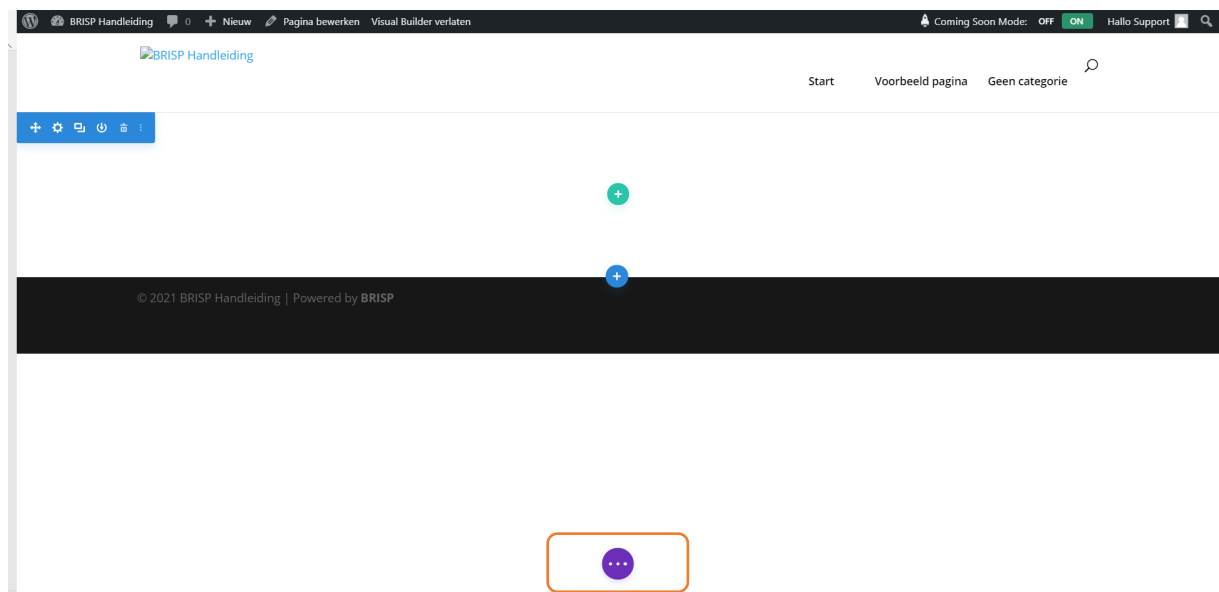 BRISP Handleiding 0 Nieuw Pagina bewerken Visual Builder verlaten Coming Soon Mode: OFF ON Hallo Support
BRISP Handleiding
Start Voorbeeld pagina Geen categorie
© 2021 BRISP Handleiding | Powered by BRISP